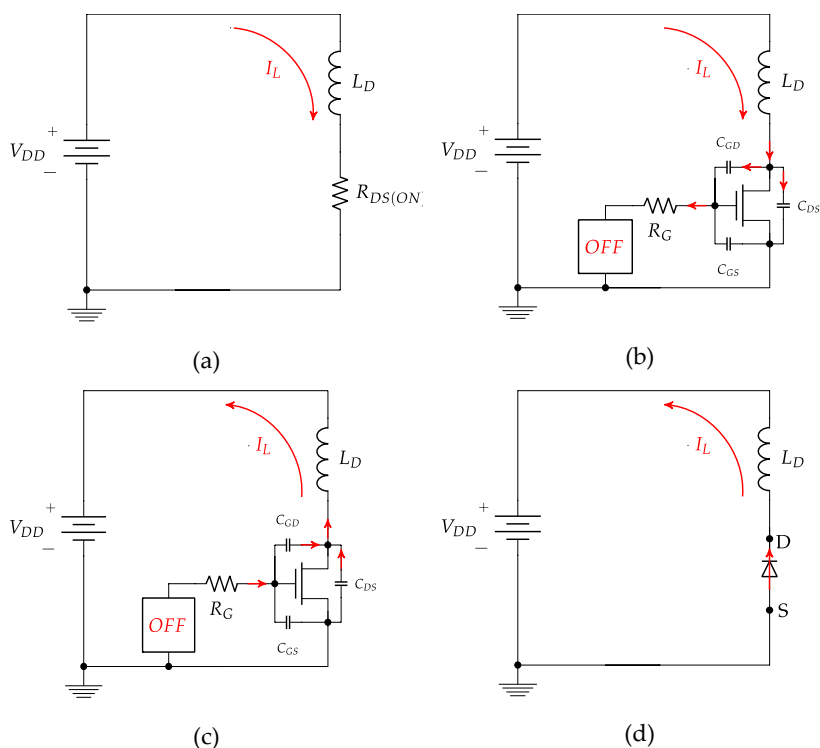 I_L
L_D
+
V_DD
−
R_DS(ON)
(a)
I_L
L_D
+
V_DD
−
C_GD
C_DS
R_G
OFF
C_GS
(b)
I_L
L_D
+
V_DD
−
C_GD
C_DS
R_G
OFF
C_GS
(c)
I_L
L_D
+
V_DD
−
D
S
(d)